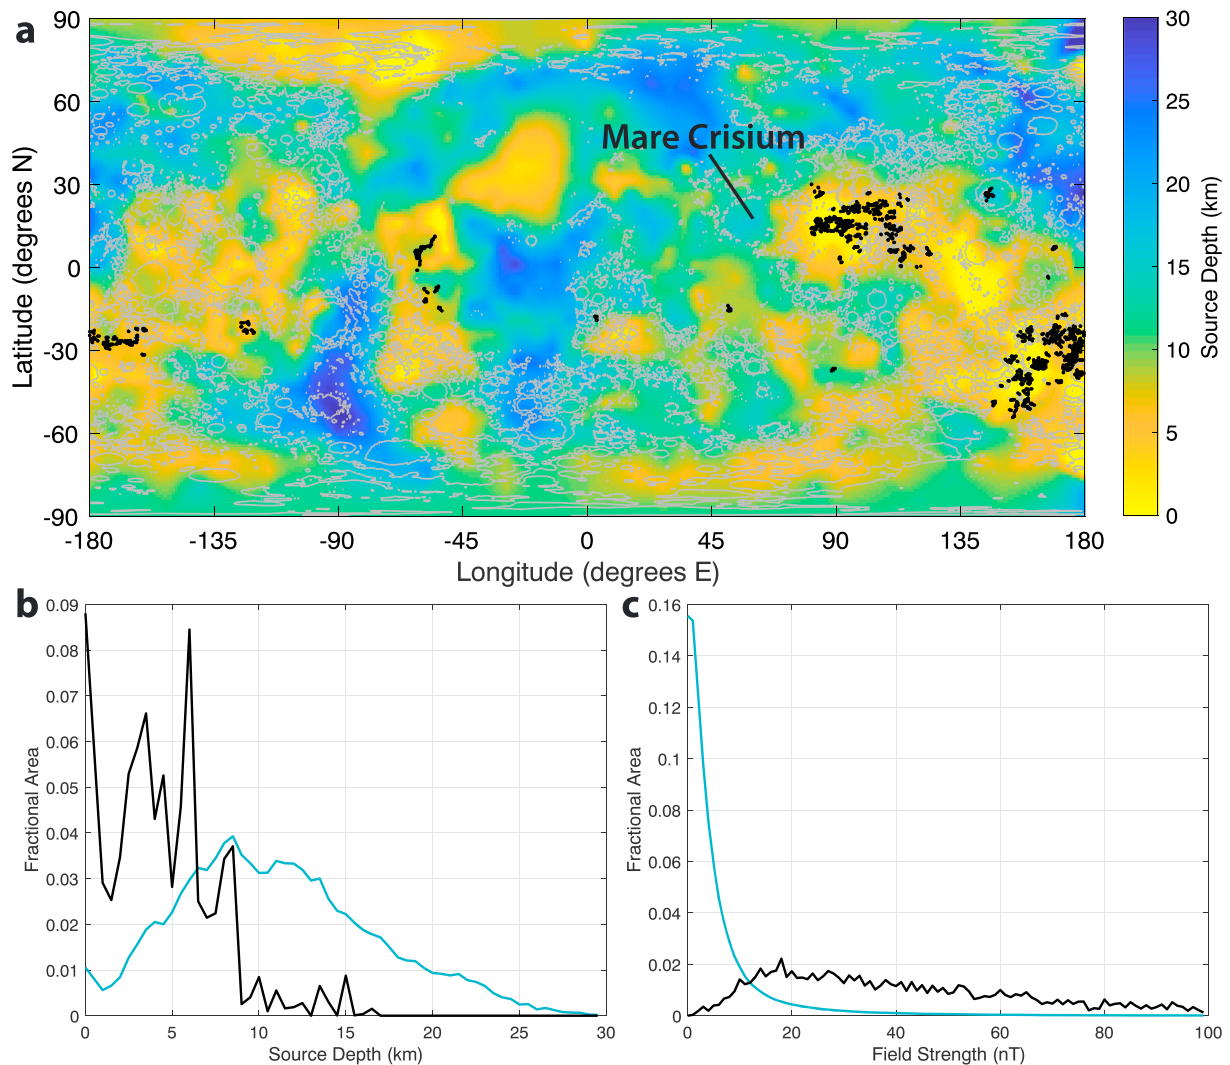 a
90
60
30
0
-30
-60
-90
Latitude (degrees N)
Mare Crisium
-180 -135 -90 -45 0 45 90 135 180
Longitude (degrees E)
30
25
20
15
10
5
0
Source Depth (km)
b
0.09
0.08
0.07
0.06
0.05
0.04
0.03
0.02
0.01
0
Fractional Area
0 5 10 15 20 25 30
Source Depth (km)
c
0.16
0.14
0.12
0.1
0.08
0.06
0.04
0.02
0
Fractional Area
0 20 40 60 80 100
Field Strength (nT)